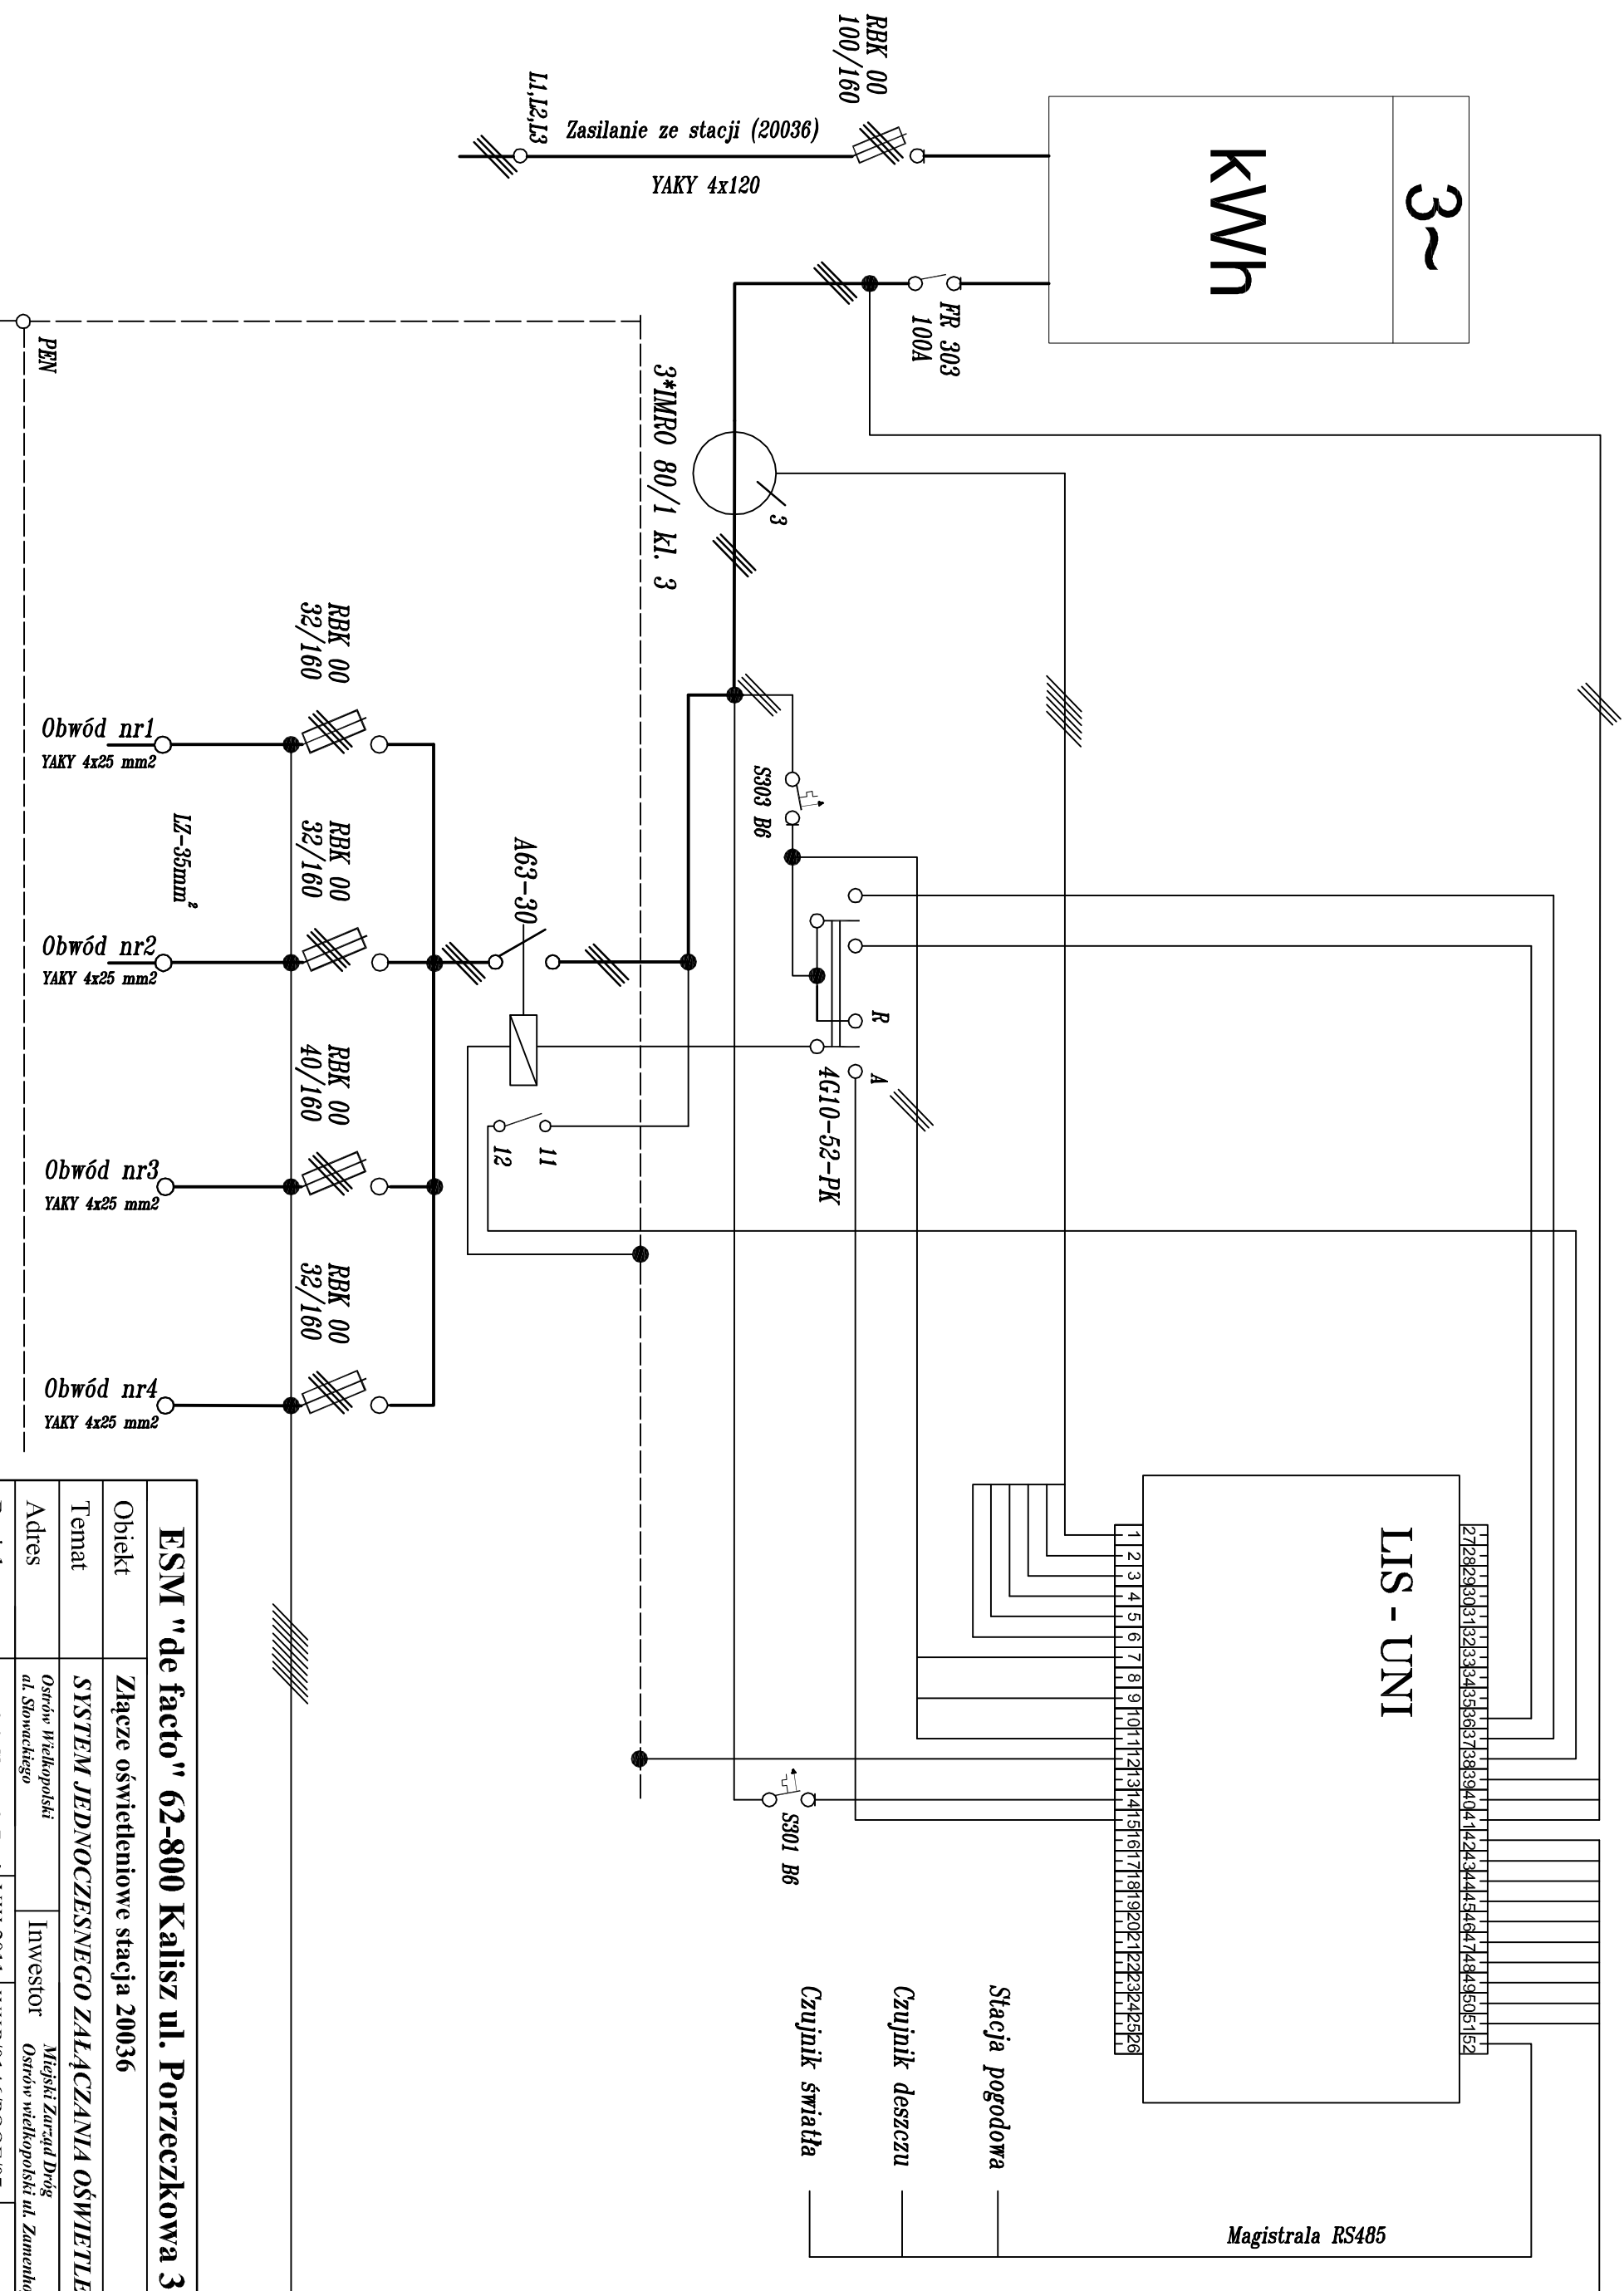 3~
kWh
RBK 00
100/160
L1,L2,L3
Zasilanie ze stacji (20036)
YAKY 4x120
FR 303
100A
PEN
3*IMRO 80/1 kl. 3
3
S303 B6
R
A
4G10-52-PK
A63-30
11
12
RBK 00
32/160
RBK 00
32/160
RBK 00
40/160
RBK 00
32/160
Obwód nr1
YAKY 4x25 mm2
LZ-35mm²
Obwód nr2
YAKY 4x25 mm2
Obwód nr3
YAKY 4x25 mm2
Obwód nr4
YAKY 4x25 mm2
LIS - UNI
27 28 29 30 31 32 33 34 35 36 37 38 39 40 41 42 43 44 45 46 47 48 49 50 51 52
1 2 3 4 5 6 7 8 9 10 11 12 13 14 15 16 17 18 19 20 21 22 23 24 25 26
S301 B6
Stacja pogodowa
Czujnik deszczu
Czujnik światła
Magistrala RS485
ESM "de facto" 62-800 Kalisz ul. Porzeczkowa 3
Obiekt
Złącze oświetleniowe stacja 20036
Temat
SYSTEM JEDNOCZESNEGO ZAŁĄCZANIA OŚWIETLE
Adres
Ostrów Wielkopolski
al. Słowackiego
Inwestor
Miejski Zarząd Dróg
Ostrów wielkopolski ul. Zamenho